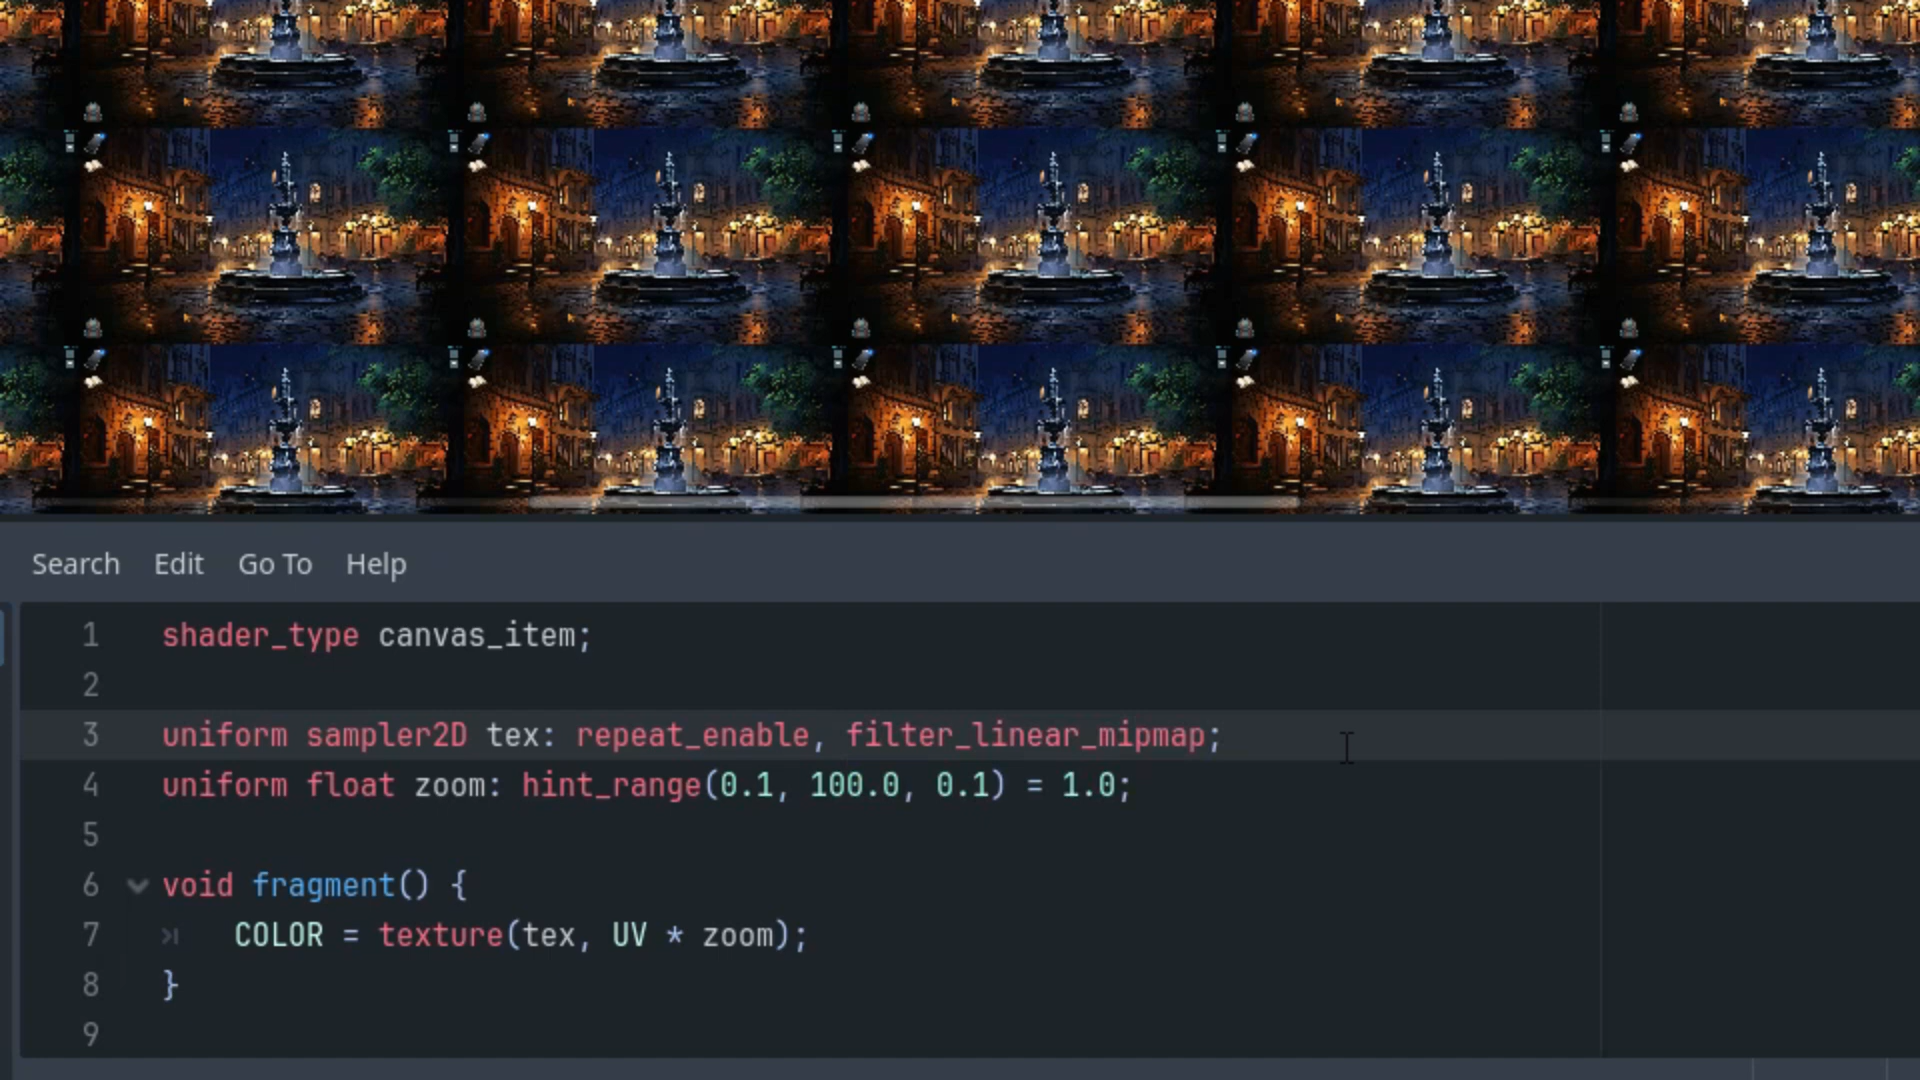 Search Edit Go To Help
1 shader_type canvas_item;
2
3 uniform sampler2D tex: repeat_enable, filter_linear_mipmap;
4 uniform float zoom: hint_range(0.1, 100.0, 0.1) = 1.0;
5
6 void fragment() {
7 COLOR = texture(tex, UV * zoom);
8 }
9